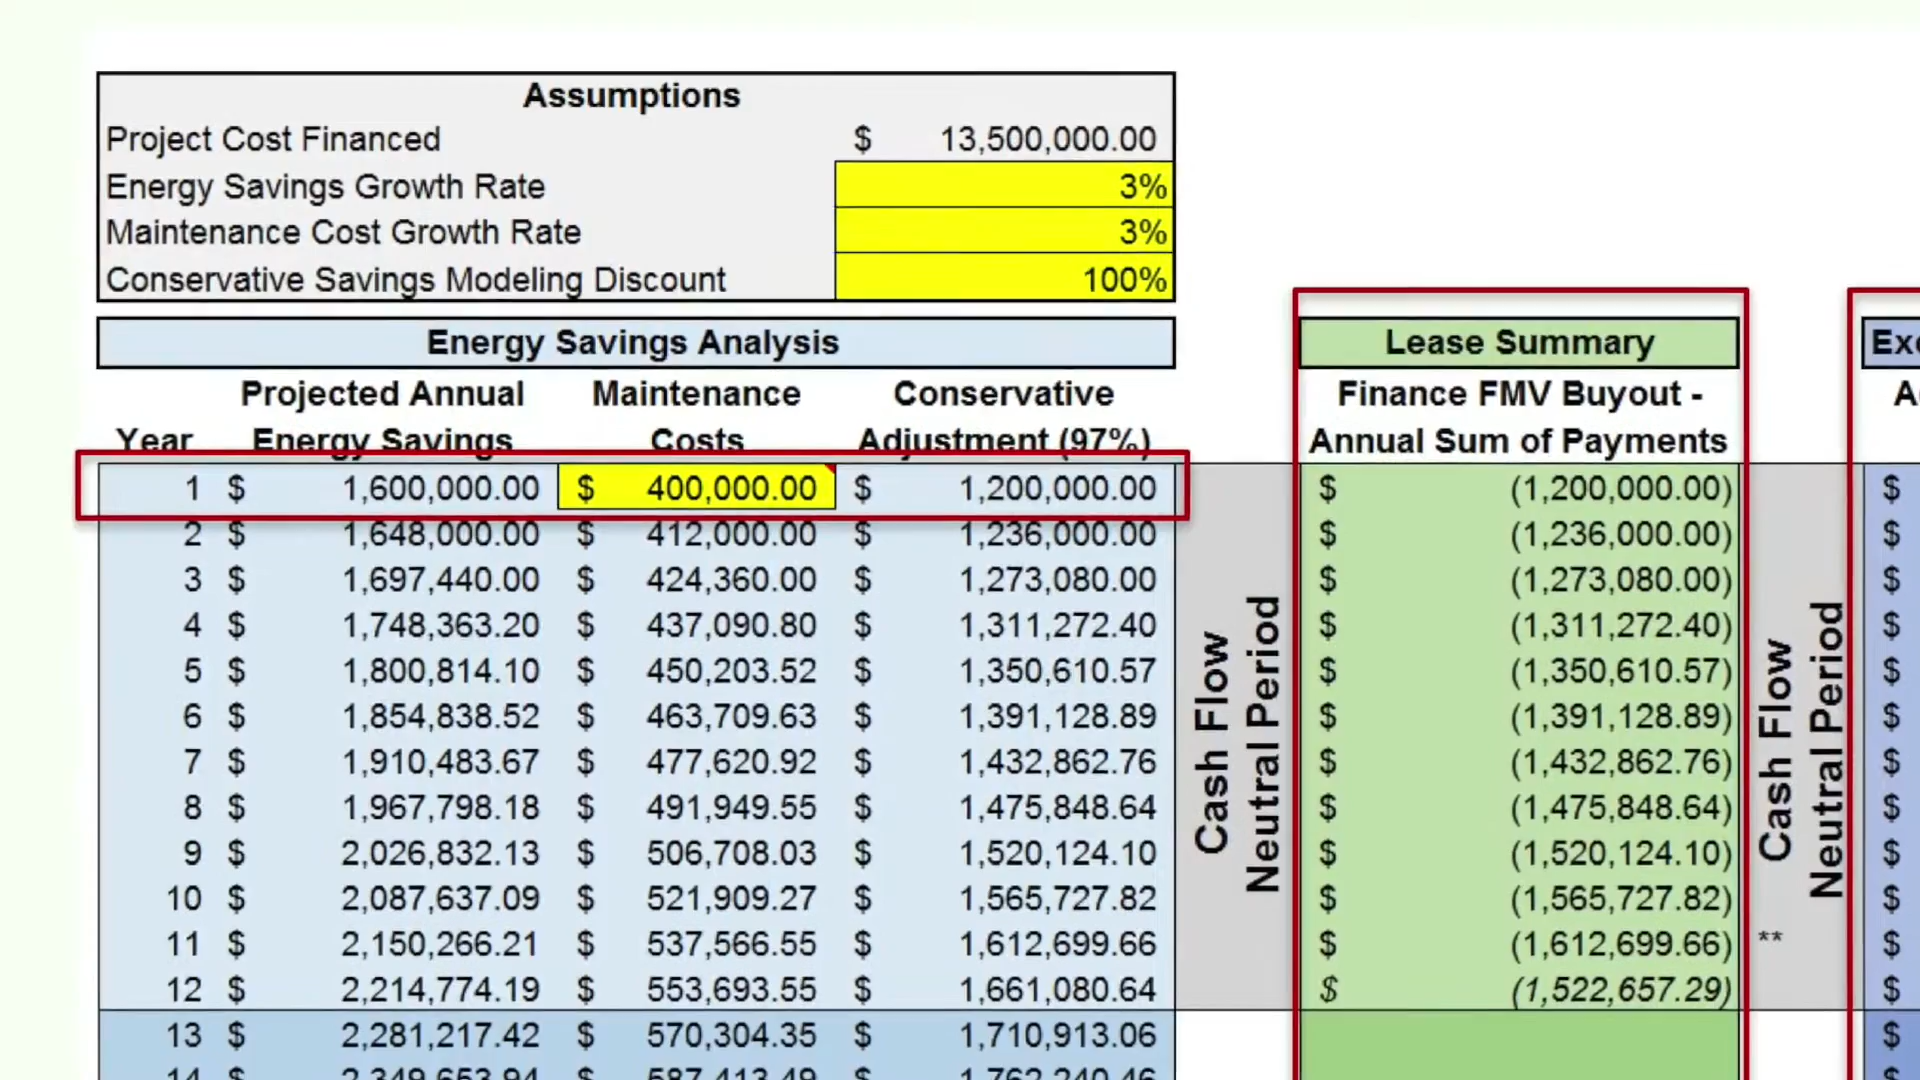 Assumptions
Project Cost Financed $ 13,500,000.00
Energy Savings Growth Rate 3%
Maintenance Cost Growth Rate 3%
Conservative Savings Modeling Discount 100%
Energy Savings Analysis
Year Projected Annual Energy Savings Maintenance Costs Conservative Adjustment (97%)
1 $ 1,600,000.00 $ 400,000.00 $ 1,200,000.00
2 $ 1,648,000.00 $ 412,000.00 $ 1,236,000.00
3 $ 1,697,440.00 $ 424,360.00 $ 1,273,080.00
4 $ 1,748,363.20 $ 437,090.80 $ 1,311,272.40
5 $ 1,800,814.10 $ 450,203.52 $ 1,350,610.57
6 $ 1,854,838.52 $ 463,709.63 $ 1,391,128.89
7 $ 1,910,483.67 $ 477,620.92 $ 1,432,862.76
8 $ 1,967,798.18 $ 491,949.55 $ 1,475,848.64
9 $ 2,026,832.13 $ 506,708.03 $ 1,520,124.10
10 $ 2,087,637.09 $ 521,909.27 $ 1,565,727.82
11 $ 2,150,266.21 $ 537,566.55 $ 1,612,699.66
12 $ 2,214,774.19 $ 553,693.55 $ 1,661,080.64
13 $ 2,281,217.42 $ 570,304.35 $ 1,710,913.06
14 $ 2,349,653.94 $ 587,413.49 $ 1,762,240.46
Cash Flow
Neutral Period
Lease Summary
Finance FMV Buyout -
Annual Sum of Payments
$ (1,200,000.00)
$ (1,236,000.00)
$ (1,273,080.00)
$ (1,311,272.40)
$ (1,350,610.57)
$ (1,391,128.89)
$ (1,432,862.76)
$ (1,475,848.64)
$ (1,520,124.10)
$ (1,565,727.82)
$ (1,612,699.66)
$ (1,522,657.29)
Cash Flow
Neutral Period
**
$
$
$
$
$
$
$
$
$
$
$
$
$